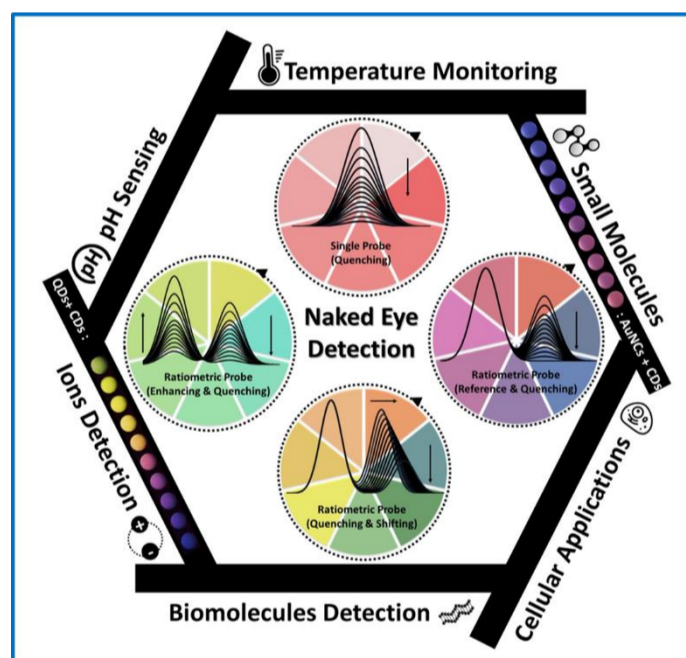 Temperature Monitoring
pH Sensing
(pH)
Small Molecules
QDs+ CDs :
: AuNCs + CDs
Single Probe
(Quenching)
Naked Eye
Detection
Ratiometric Probe
(Enhancing & Quenching)
Ratiometric Probe
(Reference & Quenching)
Ratiometric Probe
(Quenching & Shifting)
Ions Detection
Cellular Applications
Biomolecules Detection